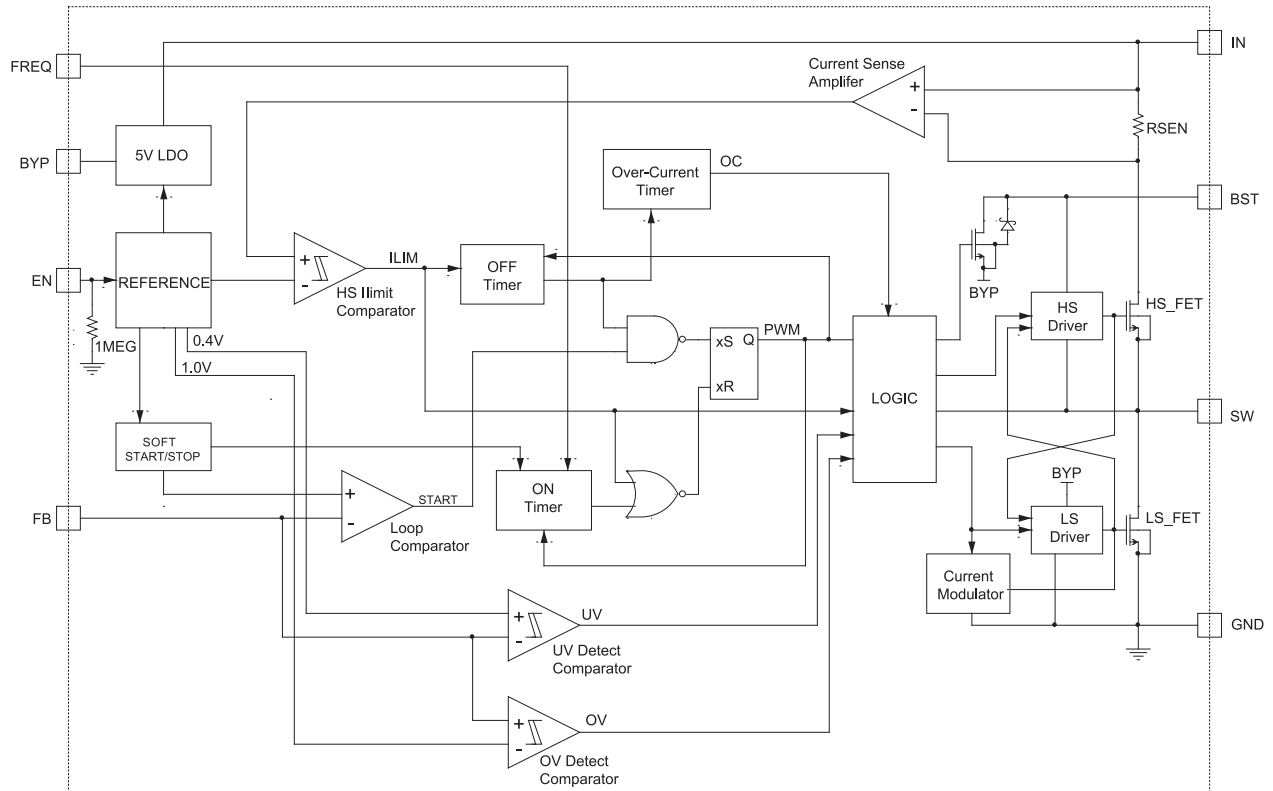 IN
FREQ
Current Sense
Amplifer
+
-
RSEN
5V LDO
BYP
Over-Current
Timer
OC
BST
REFERENCE
EN
+
-
ILIM
HS Ilimit
Comparator
OFF
Timer
BYP
HS
Driver
HS_FET
1MEG
0.4V
1.0V
xS
Q
xR
PWM
LOGIC
SW
SOFT
START/STOP
+
-
START
Loop
Comparator
ON
Timer
BYP
LS
Driver
LS_FET
FB
Current
Modulator
+
-
UV
UV Detect
Comparator
GND
+
-
OV
OV Detect
Comparator